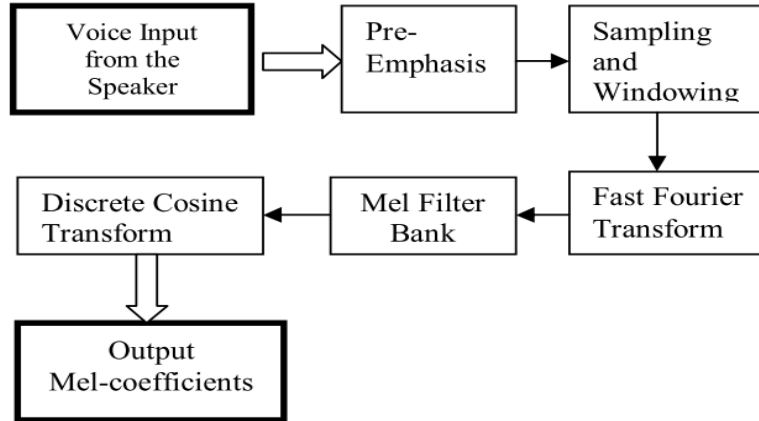 Voice Input
from the
Speaker
Pre-
Emphasis
Sampling
and
Windowing
Fast Fourier
Transform
Mel Filter
Bank
Discrete Cosine
Transform
Output
Mel-coefficients